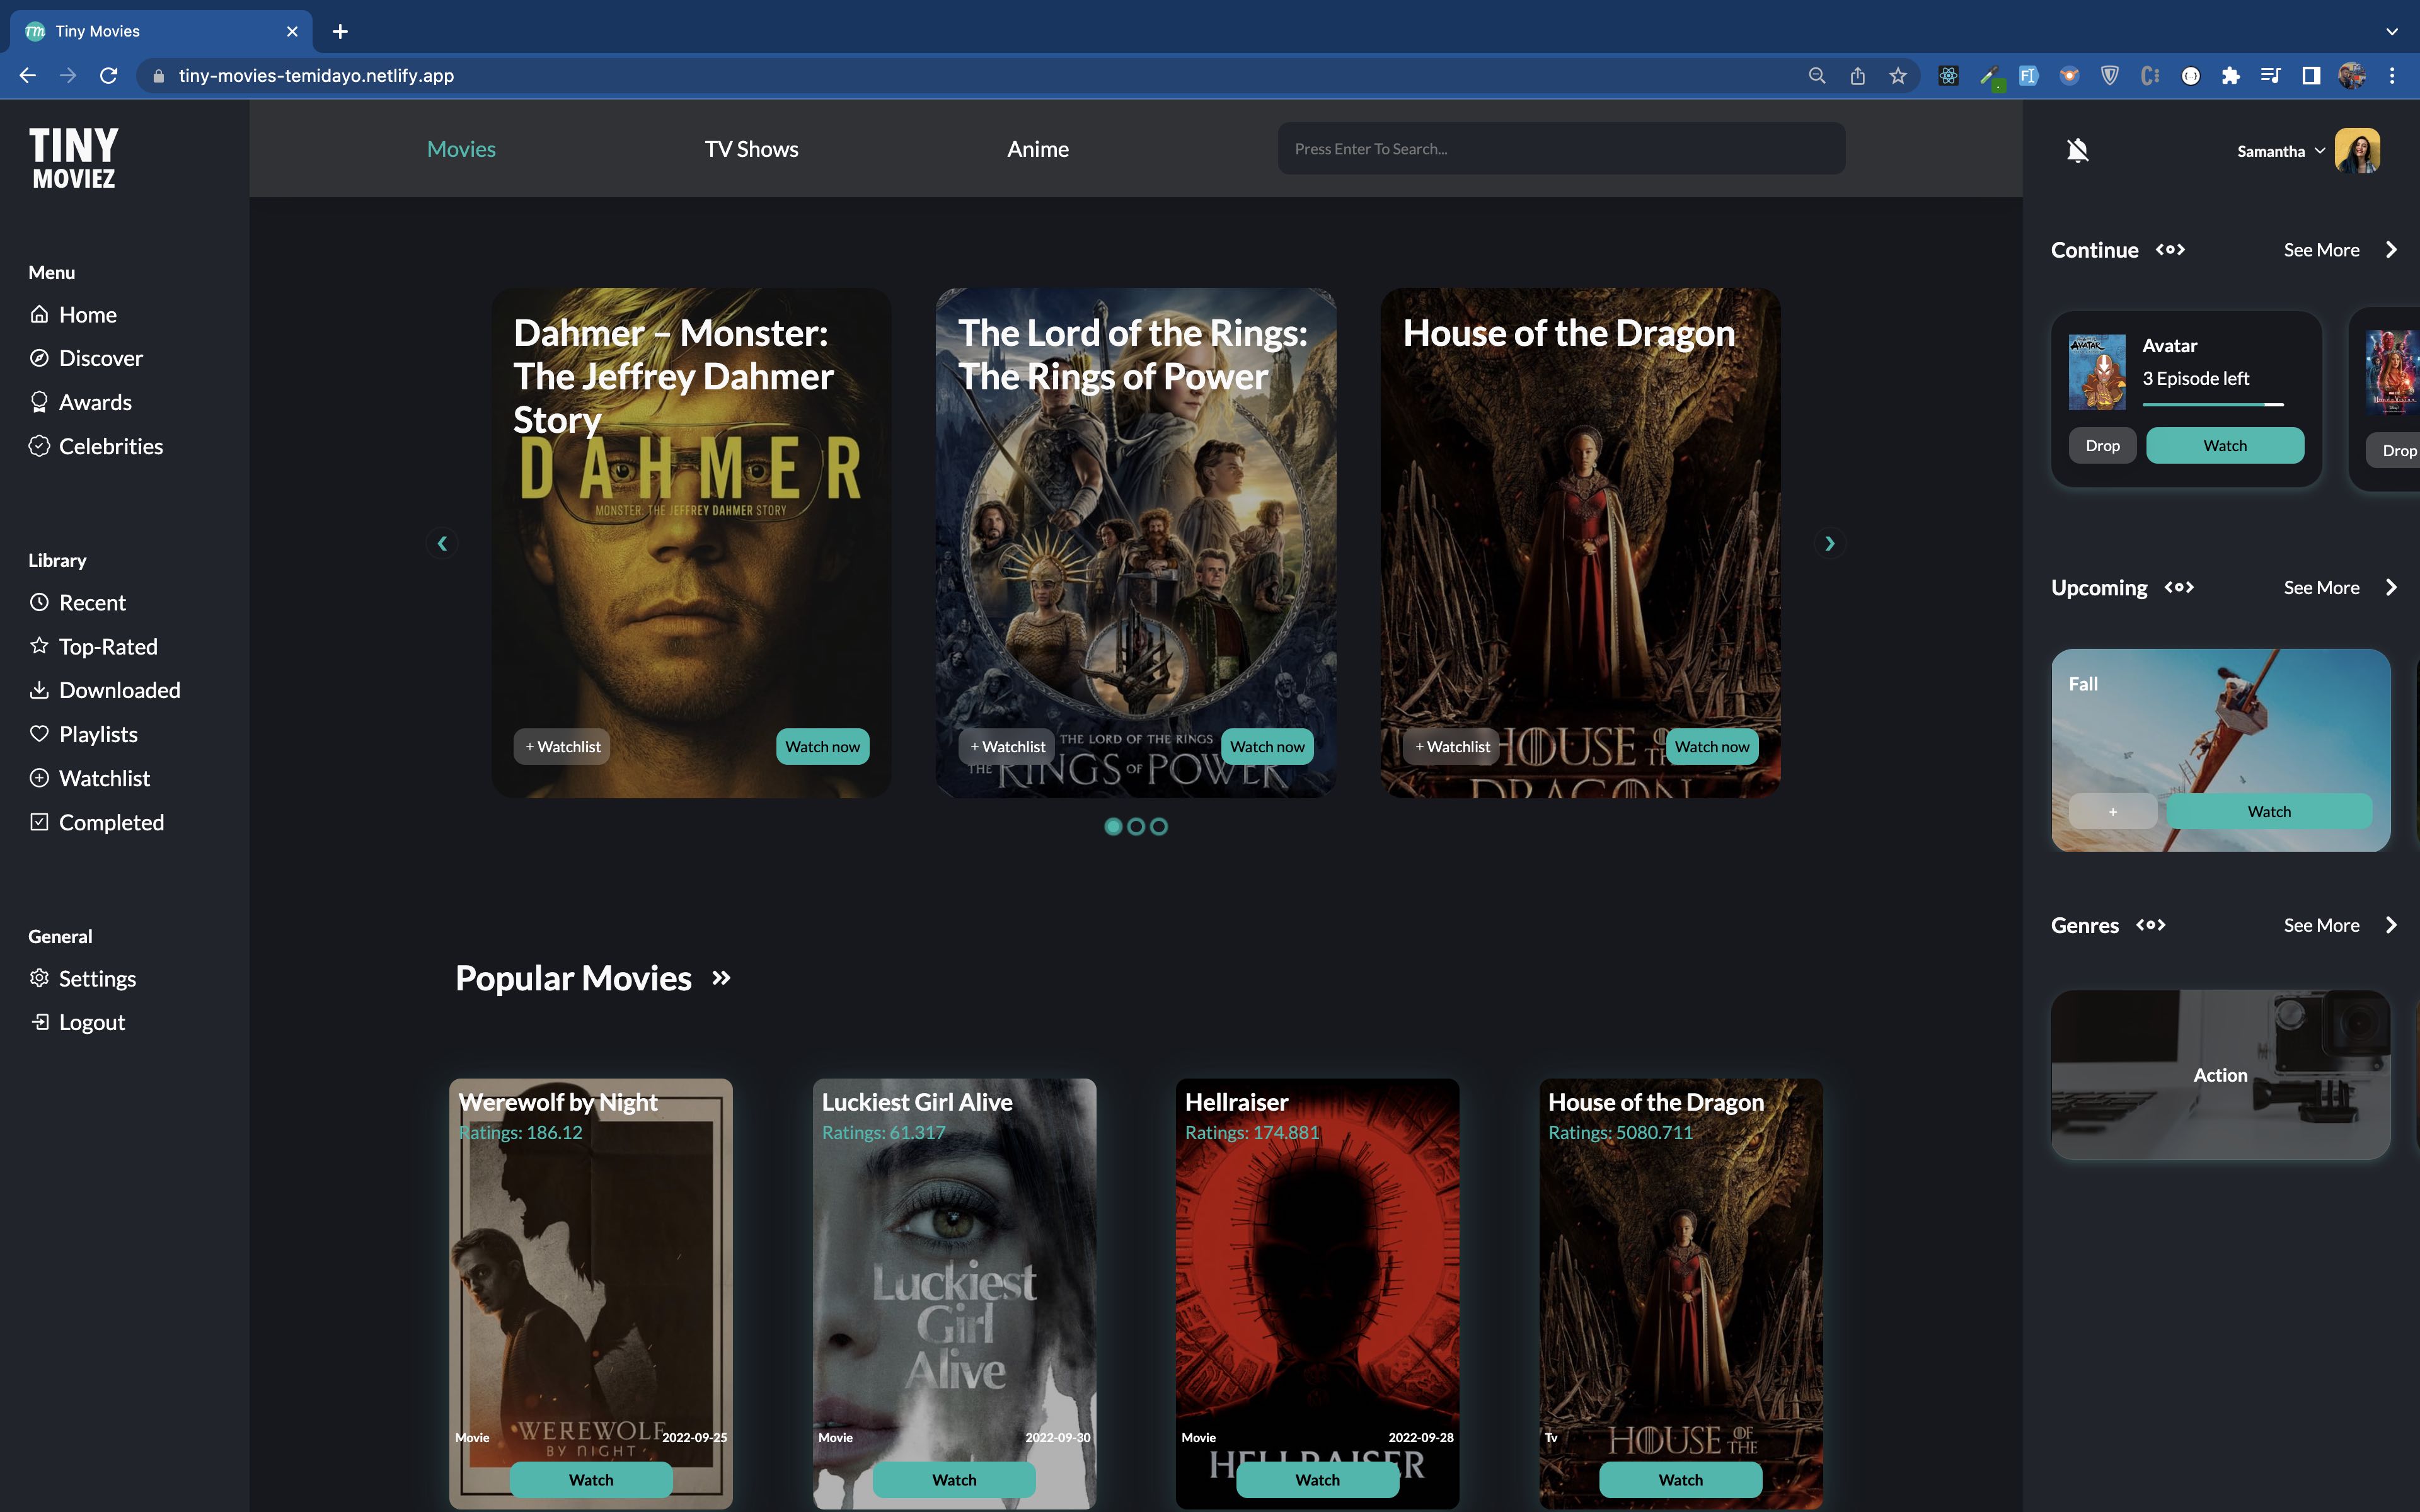 Tiny Movies
tiny-movies-temidayo.netlify.app
TINY
MOVIEZ
Menu
Home
Discover
Awards
Celebrities
Library
Recent
Top-Rated
Downloaded
Playlists
Watchlist
Completed
General
Settings
Logout
Movies
TV Shows
Anime
Press Enter To Search...
Dahmer – Monster:
The Jeffrey Dahmer
Story
DAHMER
MONSTER: THE JEFFREY DAHMER STORY
+ Watchlist
Watch now
The Lord of the Rings:
The Rings of Power
+ Watchlist
THE LORD OF THE RINGS
Watch now
THE RINGS OF POWER
House of the Dragon
+ Watchlist
HOUSE OF TH
Watch now
DRAGON
Popular Movies
Werewolf by Night
Ratings: 186.12
WEREWOLF
BY NIGHT
Movie
2022-09-25
Watch
Luckiest Girl Alive
Ratings: 61.317
Luckiest
Girl
Alive
Movie
2022-09-30
Watch
Hellraiser
Ratings: 174.881
Movie
2022-09-28
HELLRAISER
Watch
House of the Dragon
Ratings: 5080.711
Tv
HOUSE OF THE
Watch
Samantha
Continue
See More
AVATAR
Avatar
3 Episode left
Drop
Watch
Drop
Upcoming
See More
Fall
+
Watch
Genres
See More
Action